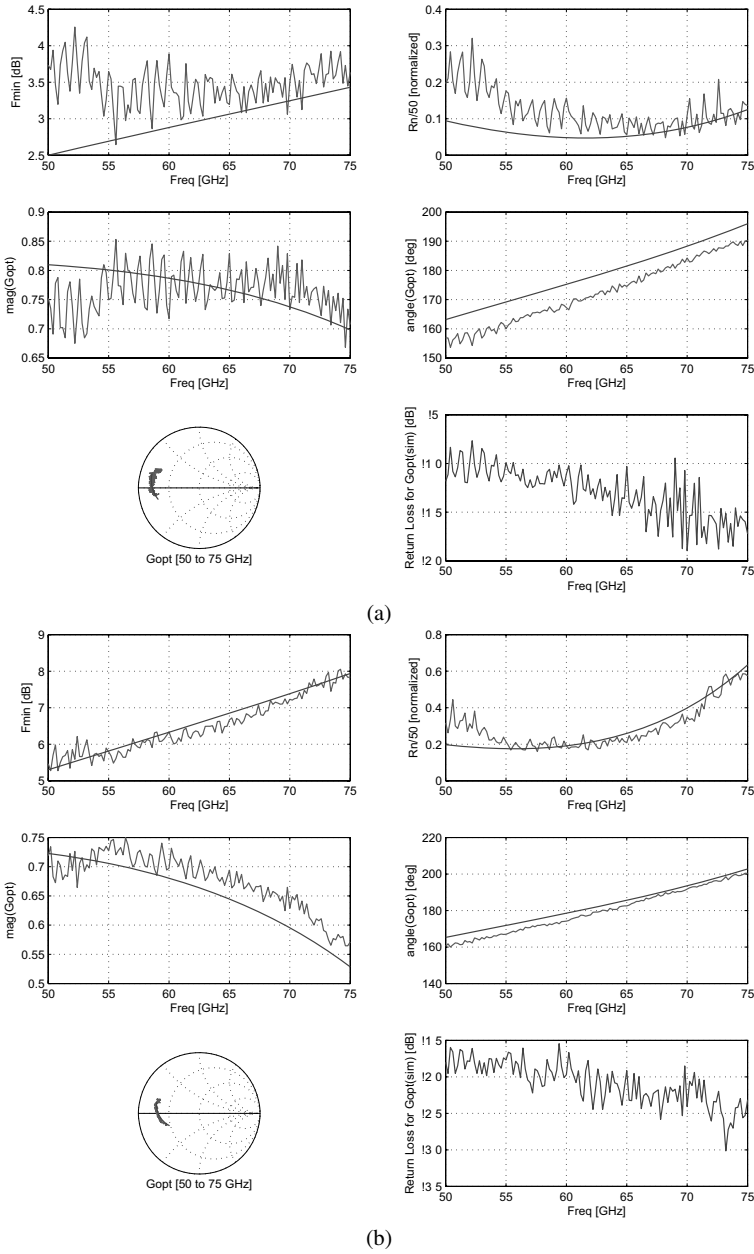 4.5
4
3.5
3
2.5
Fmin [dB]
50 55 60 65 70 75
Freq [GHz]
0.4
0.3
0.2
0.1
0
Rn/50 [normalized]
50 55 60 65 70 75
Freq [GHz]
0.9
0.85
0.8
0.75
0.7
0.65
mag(Gopt)
50 55 60 65 70 75
Freq [GHz]
200
190
180
170
160
150
angle(Gopt) [deg]
50 55 60 65 70 75
Freq [GHz]
Gopt [50 to 75 GHz]
!5
!1 0
!1 5
!2 0
Return Loss for Gopt(sim) [dB]
50 55 60 65 70 75
Freq [GHz]
(a)
9
8
7
6
5
Fmin [dB]
50 55 60 65 70 75
Freq [GHz]
0.8
0.6
0.4
0.2
0
Rn/50 [normalized]
50 55 60 65 70 75
Freq [GHz]
0.75
0.7
0.65
0.6
0.55
0.5
mag(Gopt)
50 55 60 65 70 75
Freq [GHz]
220
200
180
160
140
angle(Gopt) [deg]
50 55 60 65 70 75
Freq [GHz]
Gopt [50 to 75 GHz]
!1 5
!2 0
!2 5
!3 0
!3 5
Return Loss for Gopt(sim) [dB]
50 55 60 65 70 75
Freq [GHz]
(b)